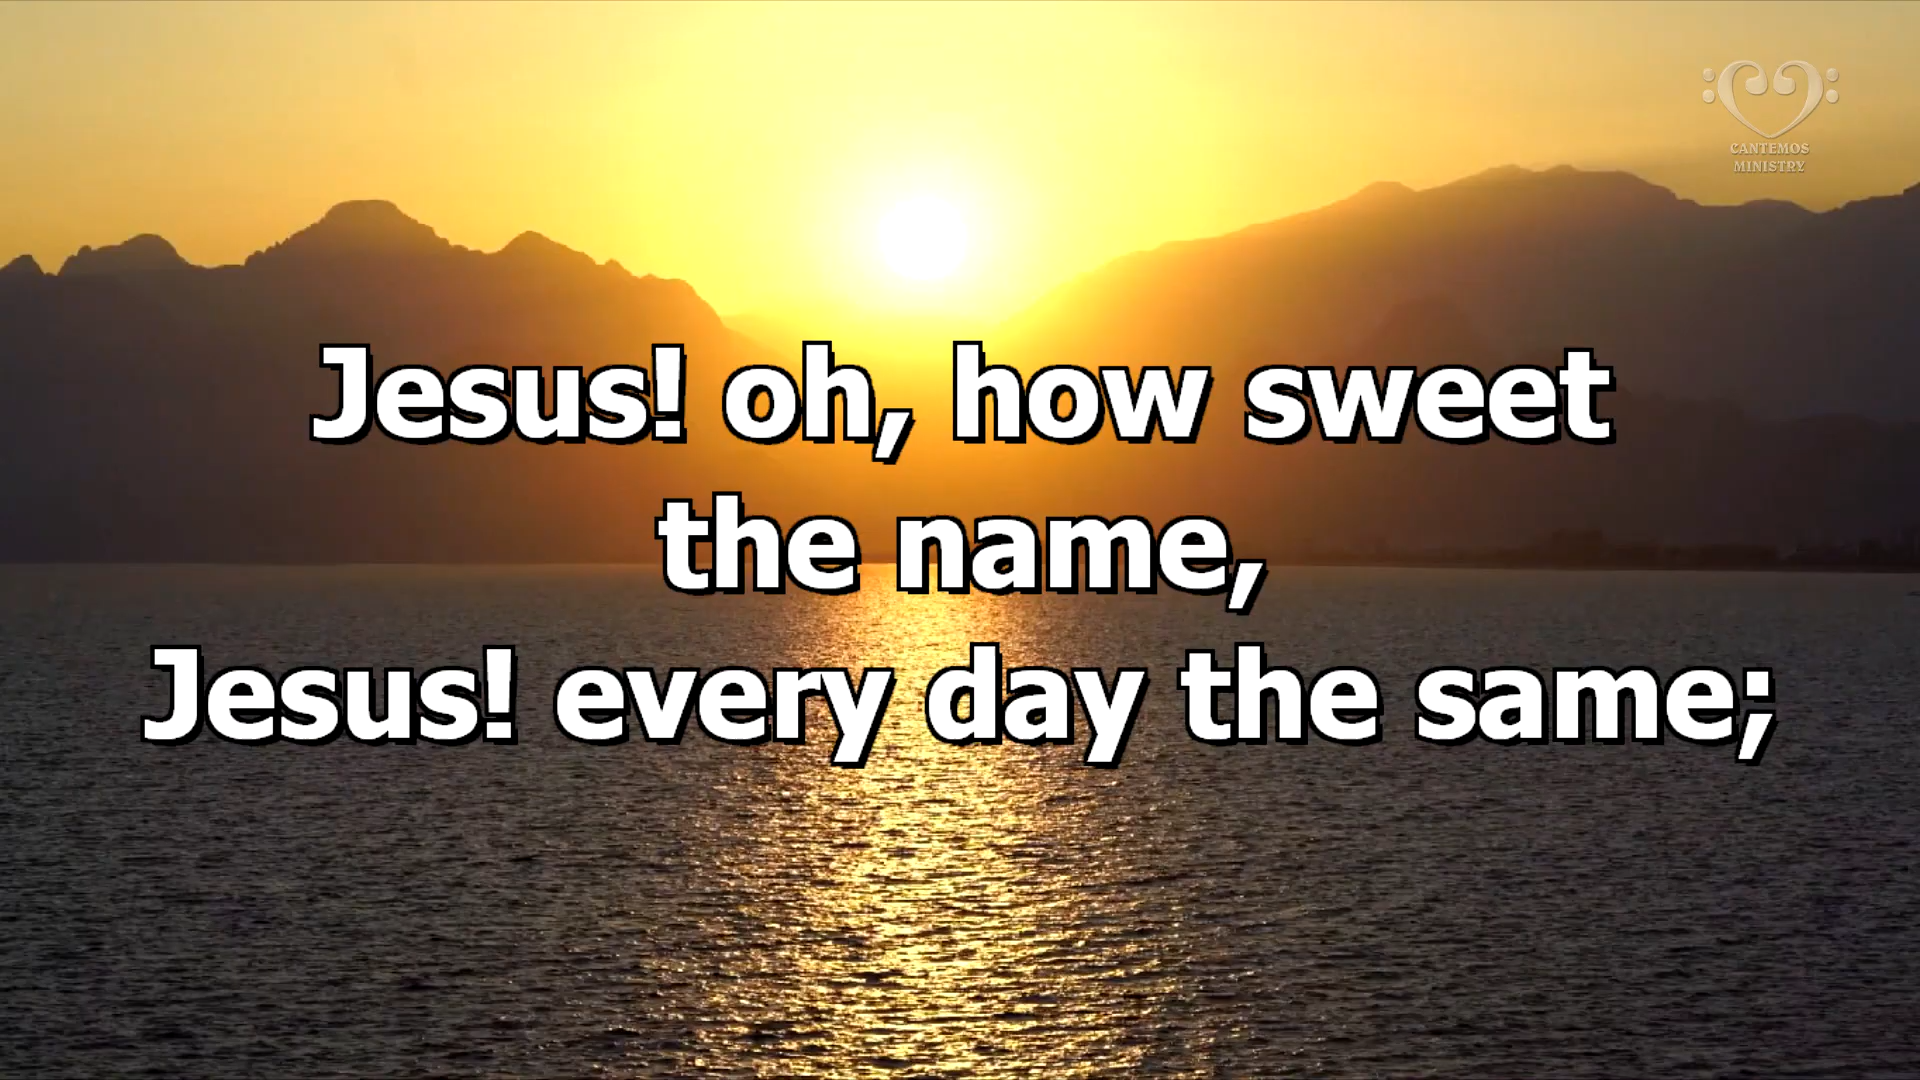 CANTEMOS
MINISTRY
Jesus! oh, how sweet
the name,
Jesus! every day the same;